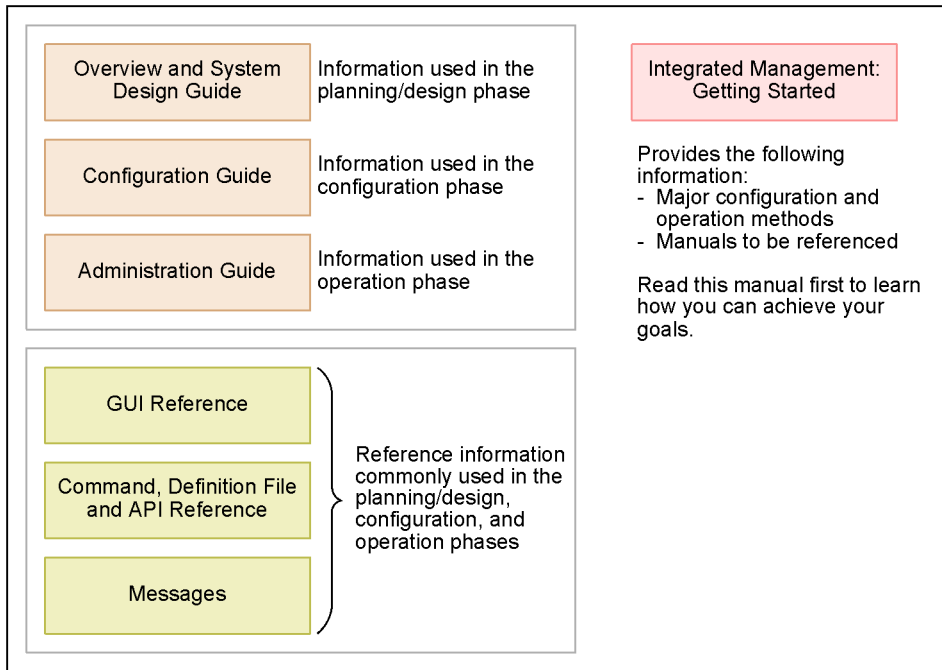 Overview and System
Design Guide
Information used in the
planning/design phase
Configuration Guide
Information used in the
configuration phase
Administration Guide
Information used in the
operation phase
GUI Reference
Command, Definition File
and API Reference
Messages
Reference information
commonly used in the
planning/design,
configuration, and
operation phases
Integrated Management:
Getting Started
Provides the following
information:
- Major configuration and
operation methods
- Manuals to be referenced
Read this manual first to learn
how you can achieve your
goals.